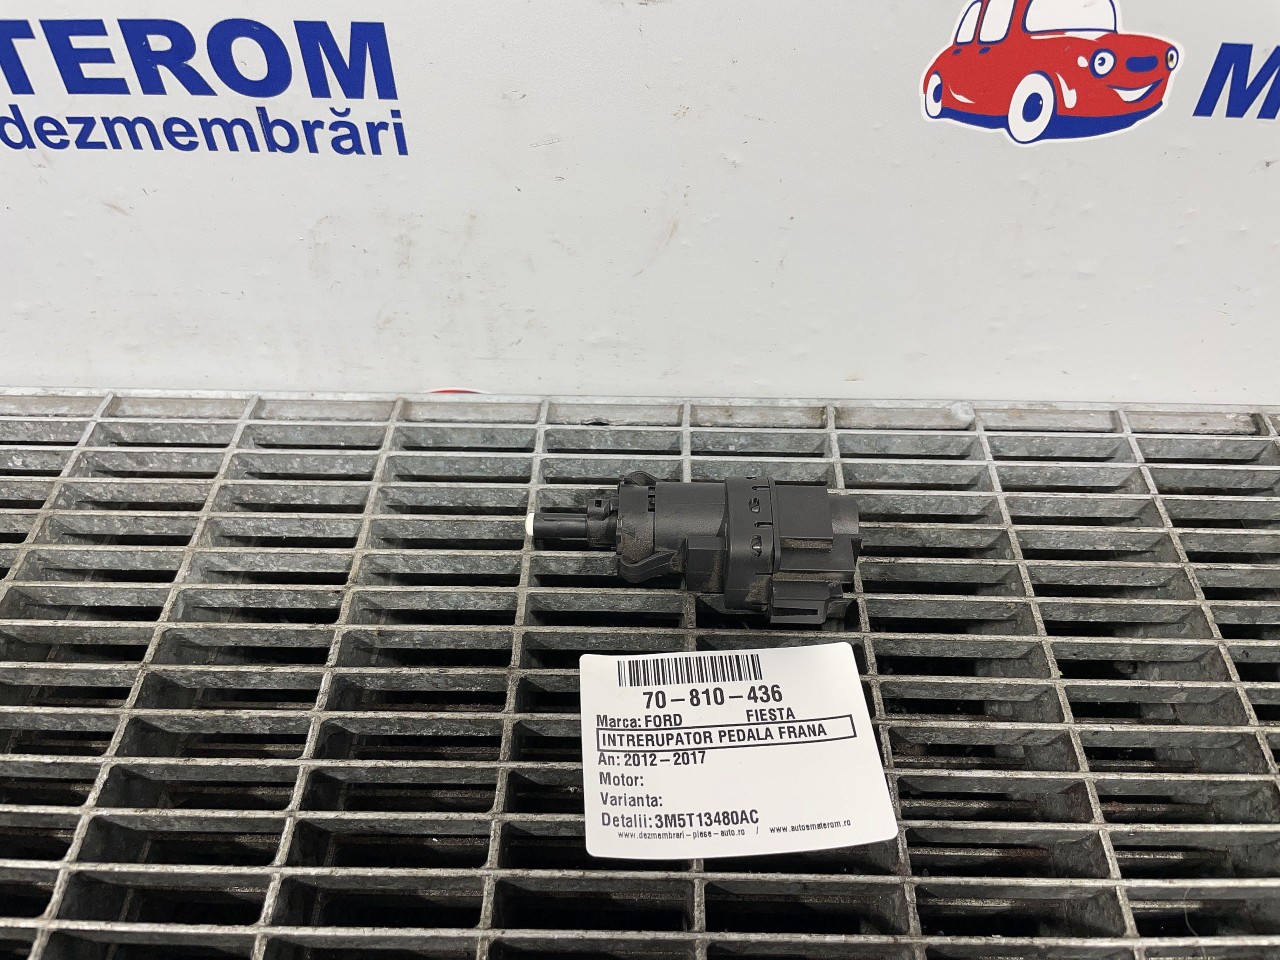 TEROM
dezmembrări
M
70-810-436
Marca: FORD FIESTA
INTRERUPATOR PEDALA FRANA
An: 2012-2017
Motor:
Varianta:
Detalii: 3M5T13480AC
www.dezmembrari-piese-auto.ro / www.autoematerom.ro